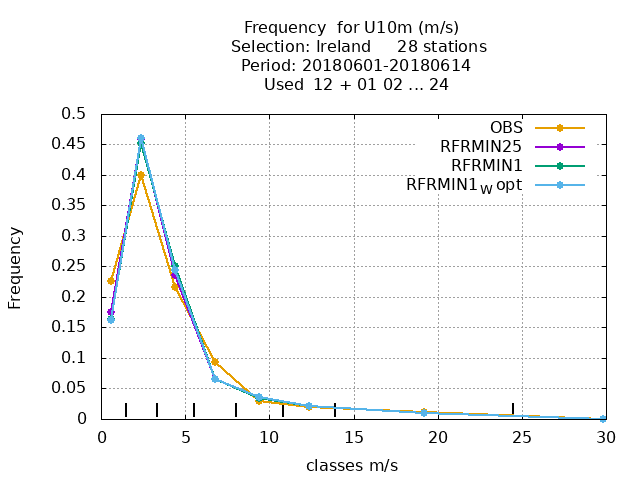 Frequency for U10m (m/s)
Selection: Ireland 28 stations
Period: 20180601-20180614
Used 12 + 01 02 ... 24
0.5
0.45
0.4
0.35
0.3
0.25
0.2
0.15
0.1
0.05
0
Frequency
OBS
RFRMIN25
RFRMIN1
RFRMIN1_W opt
0 5 10 15 20 25 30
classes m/s